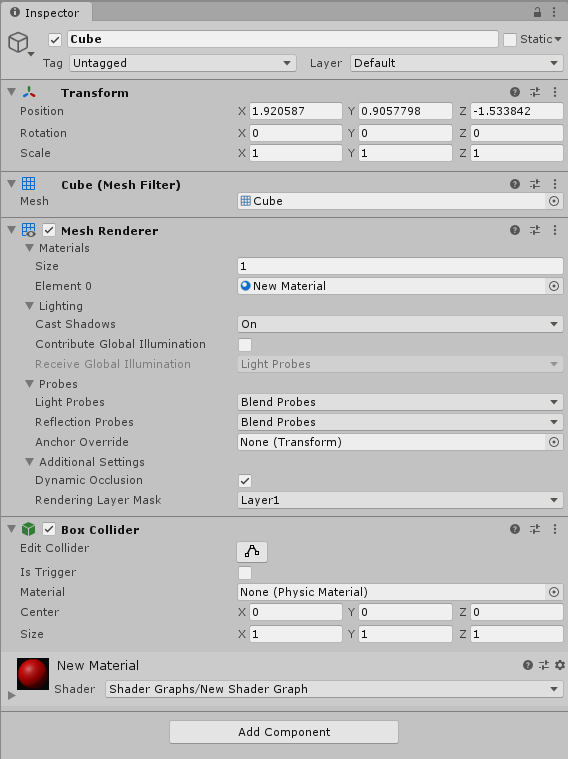 Inspector
Cube
Static
Tag Untagged Layer Default
Transform
Position X 1.920587 Y 0.9057798 Z -1.533842
Rotation X 0 Y 0 Z 0
Scale X 1 Y 1 Z 1
Cube (Mesh Filter)
Mesh Cube
Mesh Renderer
Materials
Size 1
Element 0 New Material
Lighting
Cast Shadows On
Contribute Global Illumination
Receive Global Illumination Light Probes
Probes
Light Probes Blend Probes
Reflection Probes Blend Probes
Anchor Override None (Transform)
Additional Settings
Dynamic Occlusion
Rendering Layer Mask Layer1
Box Collider
Edit Collider
Is Trigger
Material None (Physic Material)
Center X 0 Y 0 Z 0
Size X 1 Y 1 Z 1
New Material
Shader Shader Graphs/New Shader Graph
Add Component